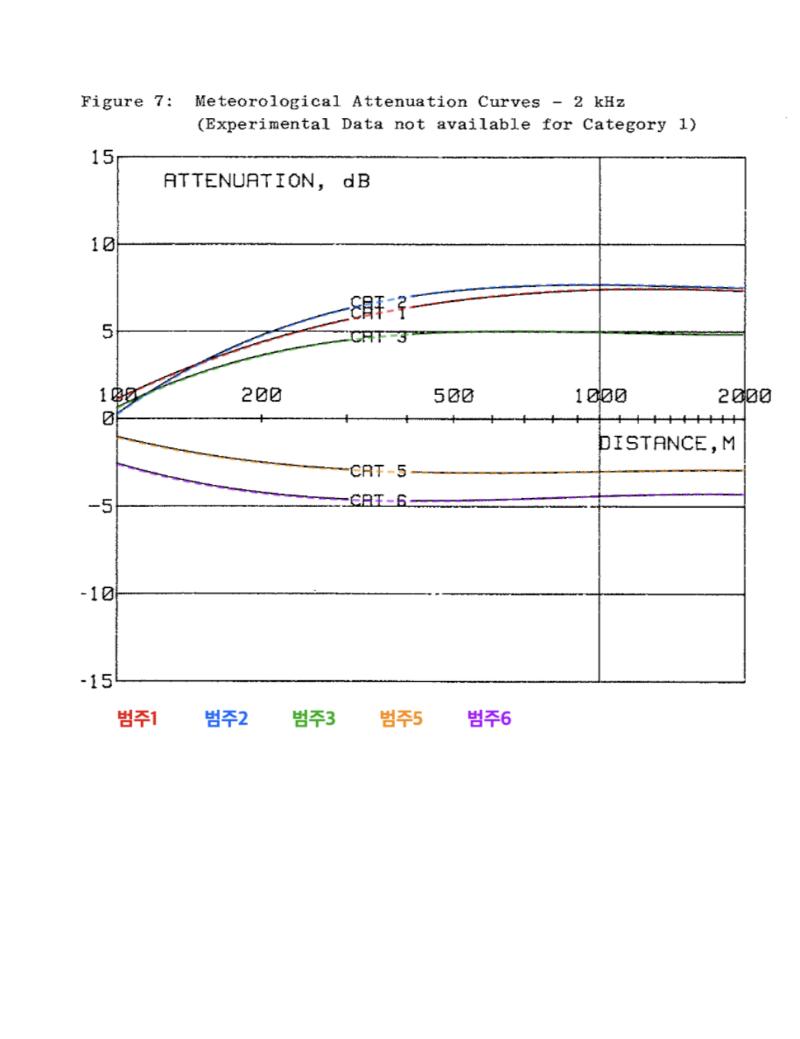 Figure 7: Meteorological Attenuation Curves - 2 kHz
(Experimental Data not available for Category 1)
15
ATTENUATION, dB
10
CAT 2
CAT 1
5
CAT 3
100 200 500 1000 2000
0
DISTANCE, M
CAT 5
-5
CAT 6
-10
-15
범주1 범주2 범주3 범주5 범주6